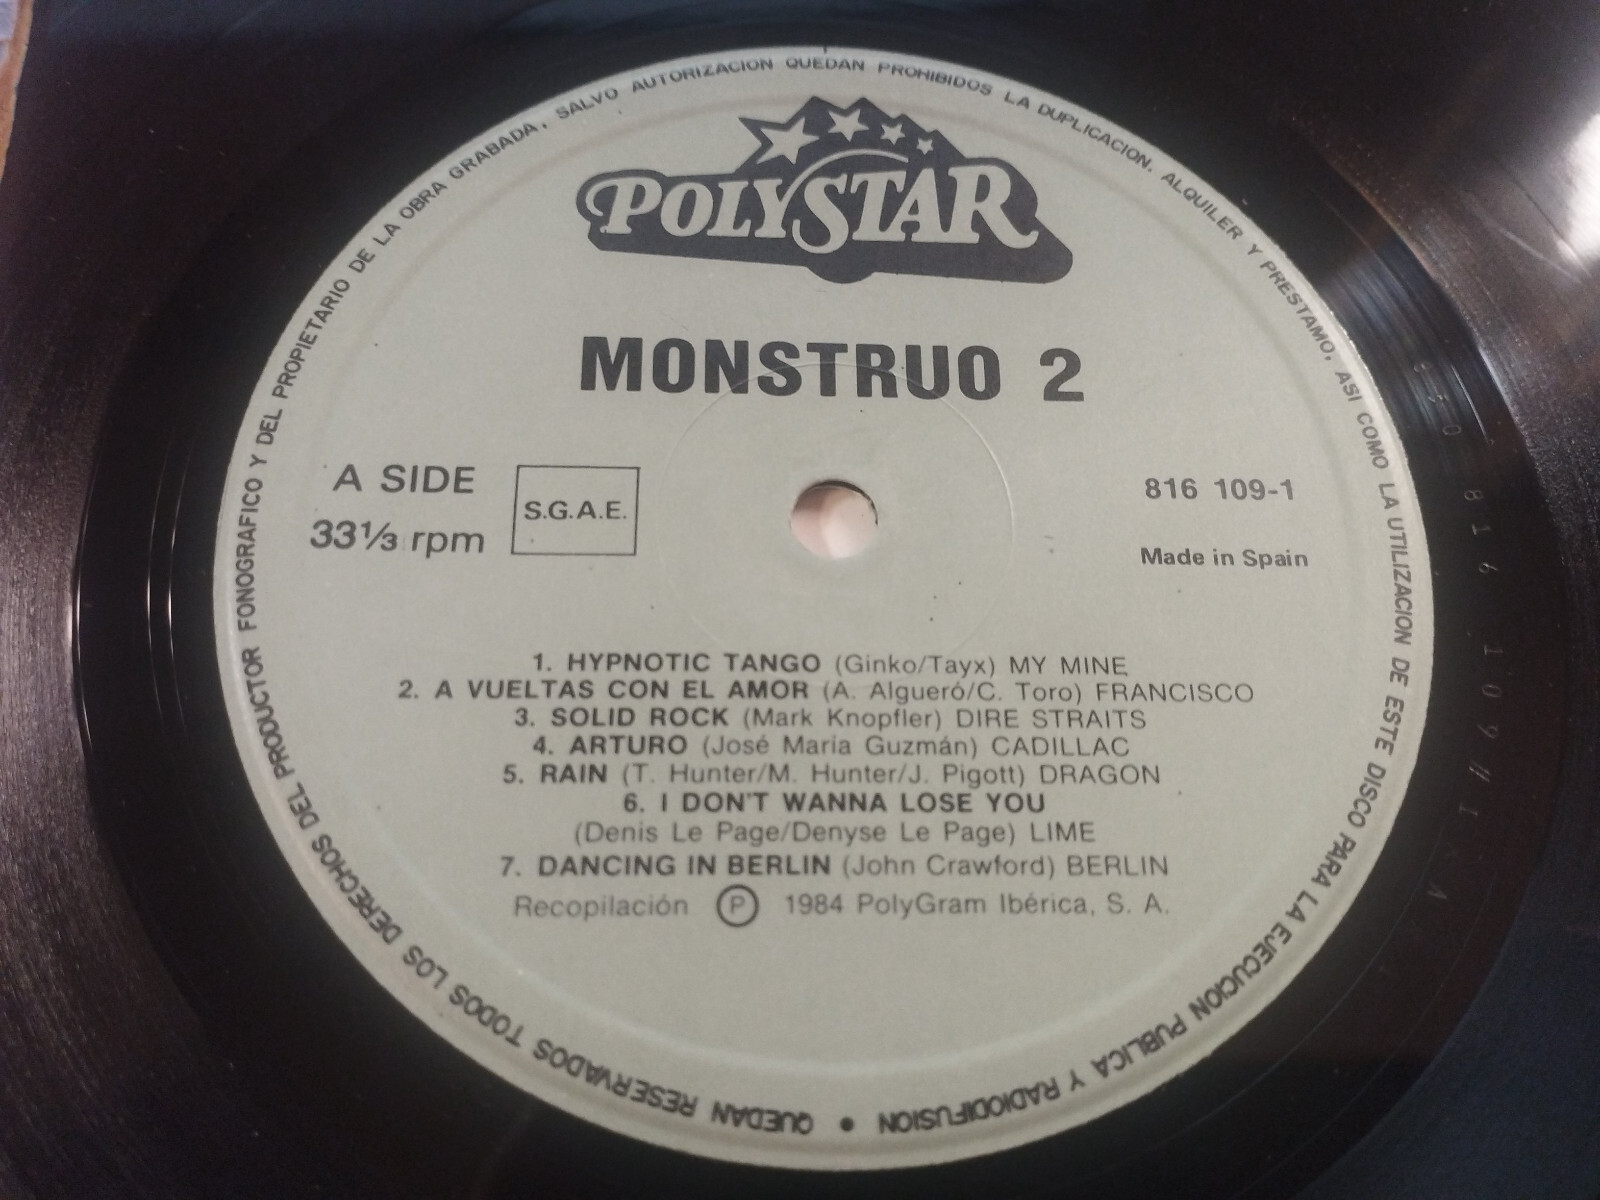 POLYSTAR
MONSTRUO 2
A SIDE
33⅓ rpm
S.G.A.E.
816 109-1
Made in Spain
1. HYPNOTIC TANGO (Ginko/Tayx) MY MINE
2. A VUELTAS CON EL AMOR (A. Algueró/C. Toro) FRANCISCO
3. SOLID ROCK (Mark Knopfler) DIRE STRAITS
4. ARTURO (José María Guzmán) CADILLAC
5. RAIN (T. Hunter/M. Hunter/J. Pigott) DRAGON
6. I DON'T WANNA LOSE YOU
(Denis Le Page/Denyse Le Page) LIME
7. DANCING IN BERLIN (John Crawford) BERLIN
Recopilación Ⓟ 1984 PolyGram Ibérica, S. A.
QUEDAN RESERVADOS TODOS LOS DERECHOS DEL PRODUCTOR FONOGRAFICO Y DEL PROPIETARIO DE LA OBRA GRABADA, SALVO AUTORIZACION QUEDAN PROHIBIDOS LA DUPLICACION, ALQUILER Y PRESTAMO, ASI COMO LA UTILIZACION DE ESTE DISCO PARA LA EJECUCION PUBLICA Y RADIODIFUSION •
816 109